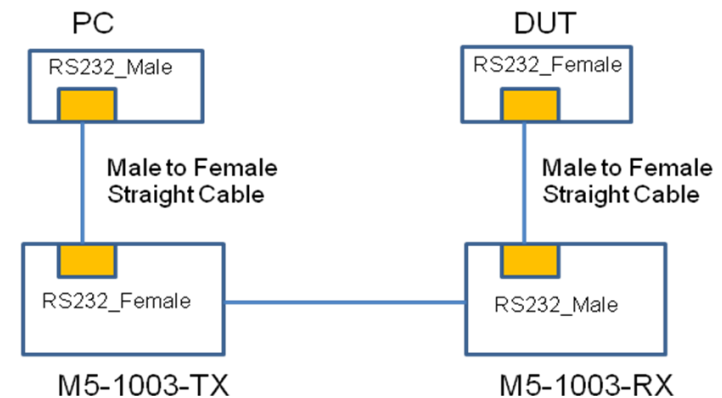 PC
DUT
RS232_Male
RS232_Female
Male to Female
Straight Cable
Male to Female
Straight Cable
RS232_Female
RS232_Male
M5-1003-TX
M5-1003-RX